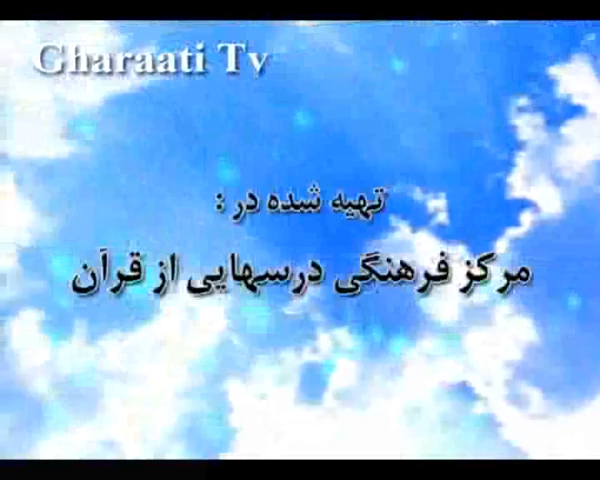 Gharaati Tv
تهیه شده در :
مرکز فرهنگی درسهایی از قرآن